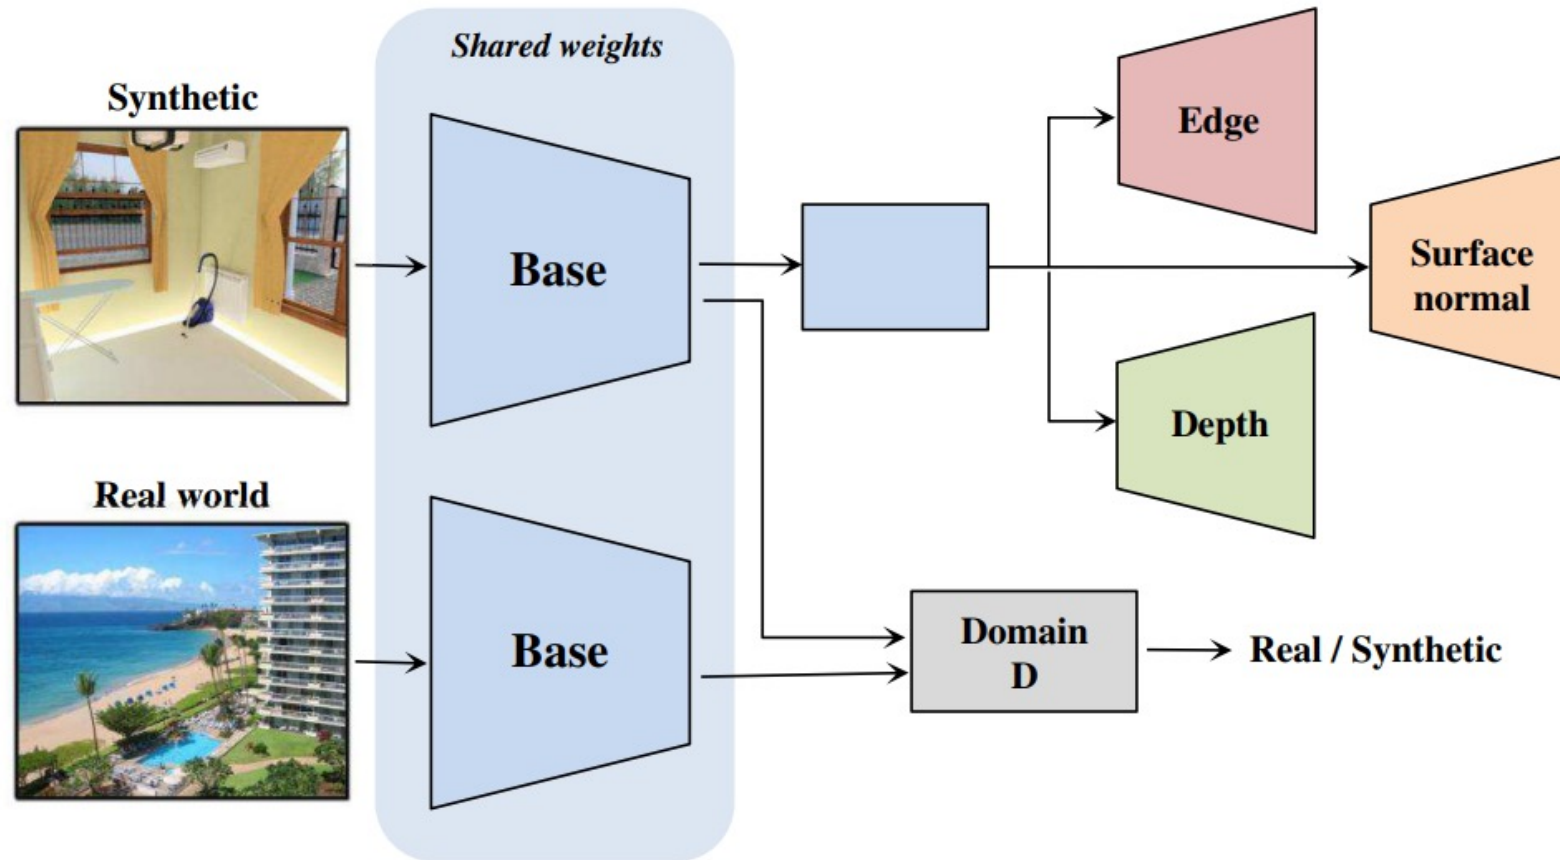 Shared weights
Synthetic
Base
Edge
Surface
normal
Depth
Real world
Base
Domain
D
Real / Synthetic